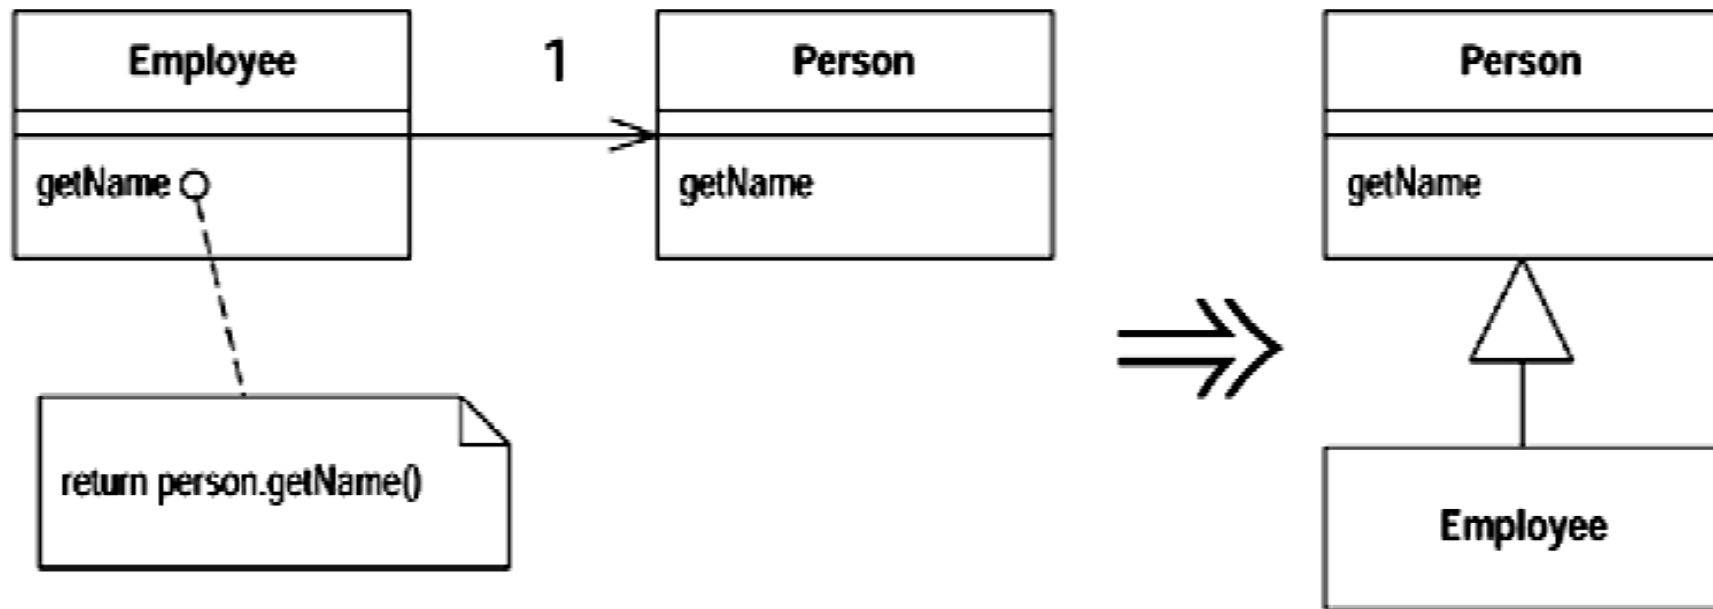 Employee
1
Person
Person
getName
getName
getName
return person.getName()
Employee